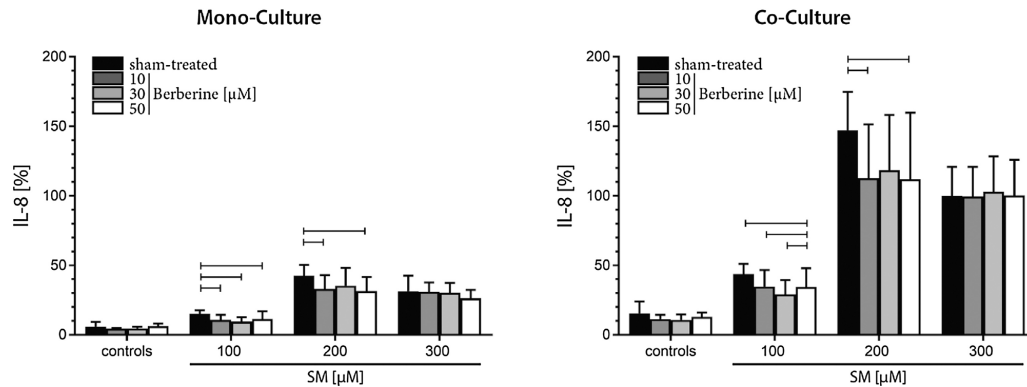 Mono-Culture
200
150
100
50
0
IL-8 [%]
sham-treated
10
30 Berberine [µM]
50
controls 100 200 300
SM [µM]
Co-Culture
200
150
100
50
0
IL-8 [%]
sham-treated
10
30 Berberine [µM]
50
controls 100 200 300
SM [µM]